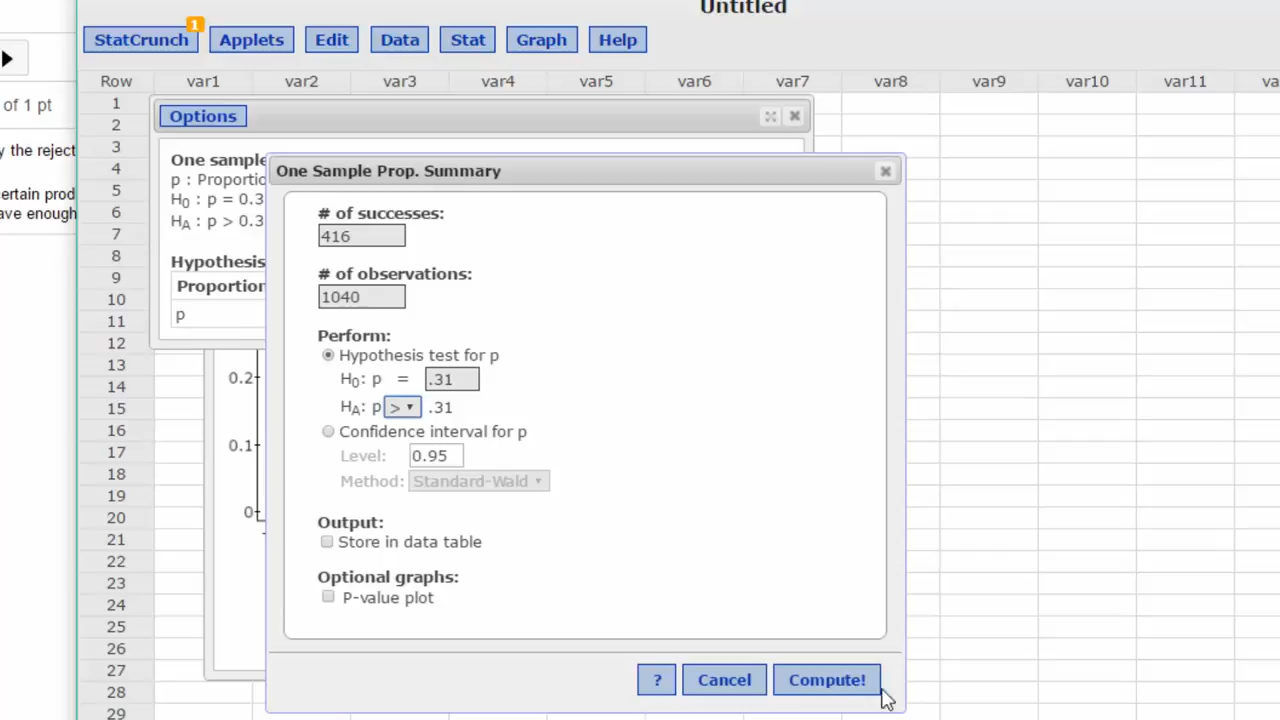 Untitled
StatCrunch 1 Applets Edit Data Stat Graph Help
of 1 pt
Row var1 var2 var3 var4 var5 var6 var7 var8 var9 var10 var11
1
2
3
4
5
6
7
8
9
10
11
12
13
14
15
16
17
18
19
20
21
22
23
24
25
26
27
28
29
y the reject
ertain prod
ave enough
Options
One sample
p : Proportio
H0 : p = 0.3
HA : p > 0.3
Hypothesis
Proportion
p
0.2
0.1
0
One Sample Prop. Summary
# of successes:
416
# of observations:
1040
Perform:
Hypothesis test for p
H0: p = .31
HA: p > .31
Confidence interval for p
Level: 0.95
Method: Standard-Wald
Output:
Store in data table
Optional graphs:
P-value plot
? Cancel Compute!